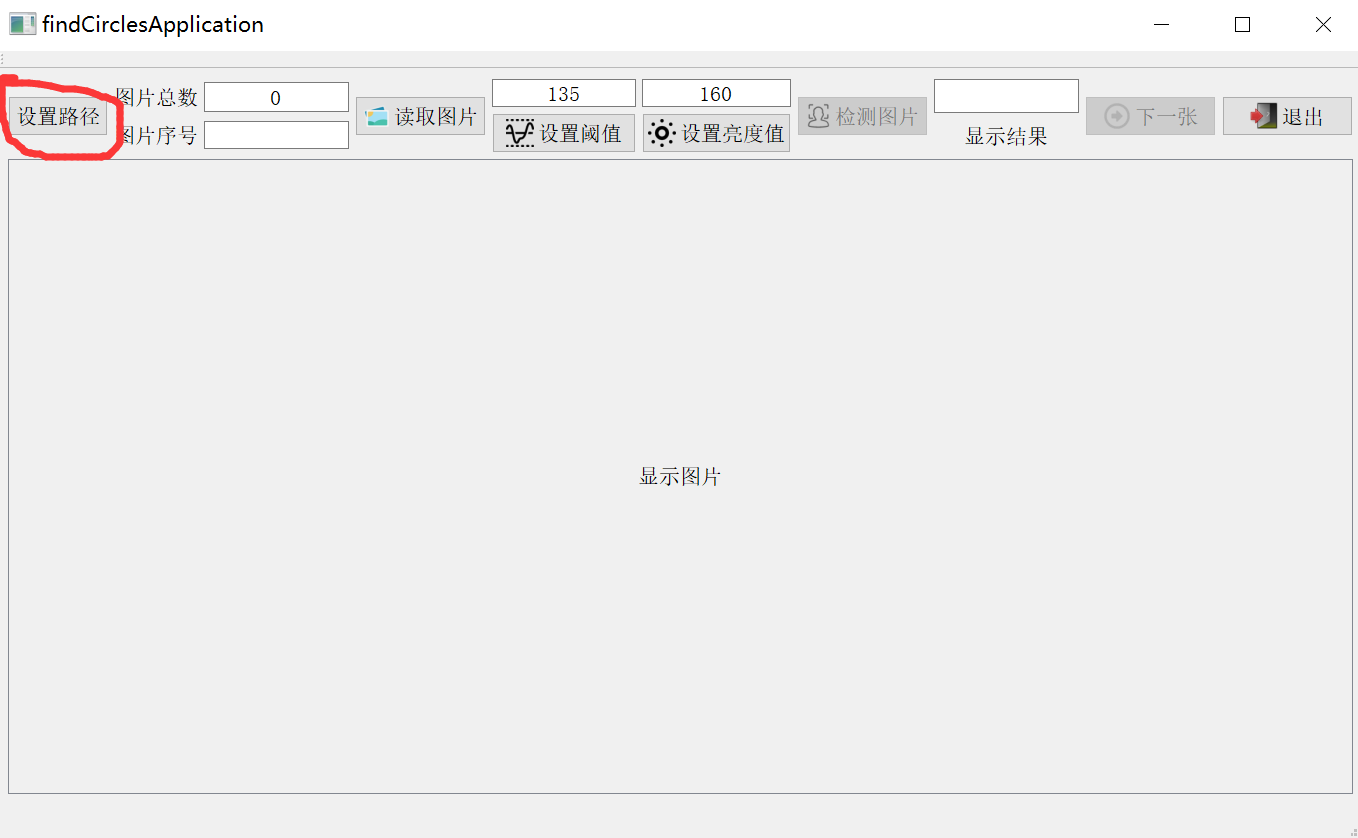 findCirclesApplication
设置路径
图片总数
0
图片序号
读取图片
135
设置阈值
160
设置亮度值
检测图片
显示结果
下一张
退出
显示图片